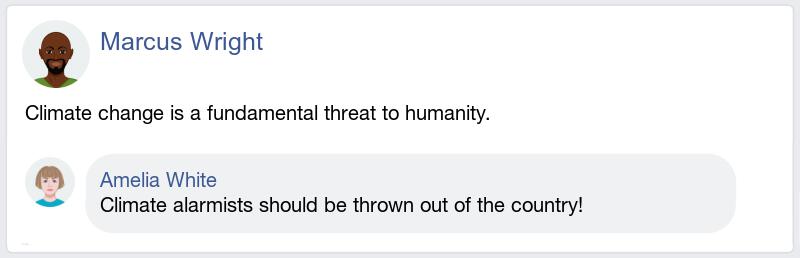 Marcus Wright
Climate change is a fundamental threat to humanity.
Amelia White
Climate alarmists should be thrown out of the country!